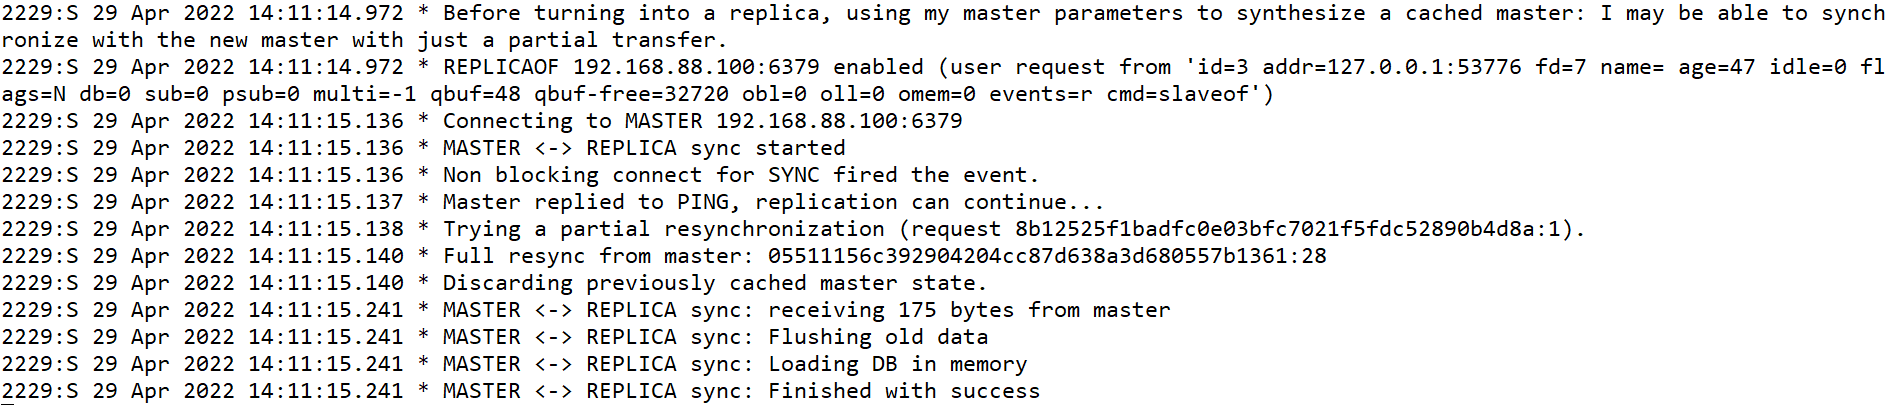 2229:S 29 Apr 2022 14:11:14.972 * Before turning into a replica, using my master parameters to synthesize a cached master: I may be able to synch
ronize with the new master with just a partial transfer.
2229:S 29 Apr 2022 14:11:14.972 * REPLICAOF 192.168.88.100:6379 enabled (user request from 'id=3 addr=127.0.0.1:53776 fd=7 name= age=47 idle=0 fl
ags=N db=0 sub=0 psub=0 multi=-1 qbuf=48 qbuf-free=32720 obl=0 oll=0 omem=0 events=r cmd=slaveof')
2229:S 29 Apr 2022 14:11:15.136 * Connecting to MASTER 192.168.88.100:6379
2229:S 29 Apr 2022 14:11:15.136 * MASTER <-> REPLICA sync started
2229:S 29 Apr 2022 14:11:15.136 * Non blocking connect for SYNC fired the event.
2229:S 29 Apr 2022 14:11:15.137 * Master replied to PING, replication can continue...
2229:S 29 Apr 2022 14:11:15.138 * Trying a partial resynchronization (request 8b12525f1badfc0e03bfc7021f5fdc52890b4d8a:1).
2229:S 29 Apr 2022 14:11:15.140 * Full resync from master: 05511156c392904204cc87d638a3d680557b1361:28
2229:S 29 Apr 2022 14:11:15.140 * Discarding previously cached master state.
2229:S 29 Apr 2022 14:11:15.241 * MASTER <-> REPLICA sync: receiving 175 bytes from master
2229:S 29 Apr 2022 14:11:15.241 * MASTER <-> REPLICA sync: Flushing old data
2229:S 29 Apr 2022 14:11:15.241 * MASTER <-> REPLICA sync: Loading DB in memory
2229:S 29 Apr 2022 14:11:15.241 * MASTER <-> REPLICA sync: Finished with success